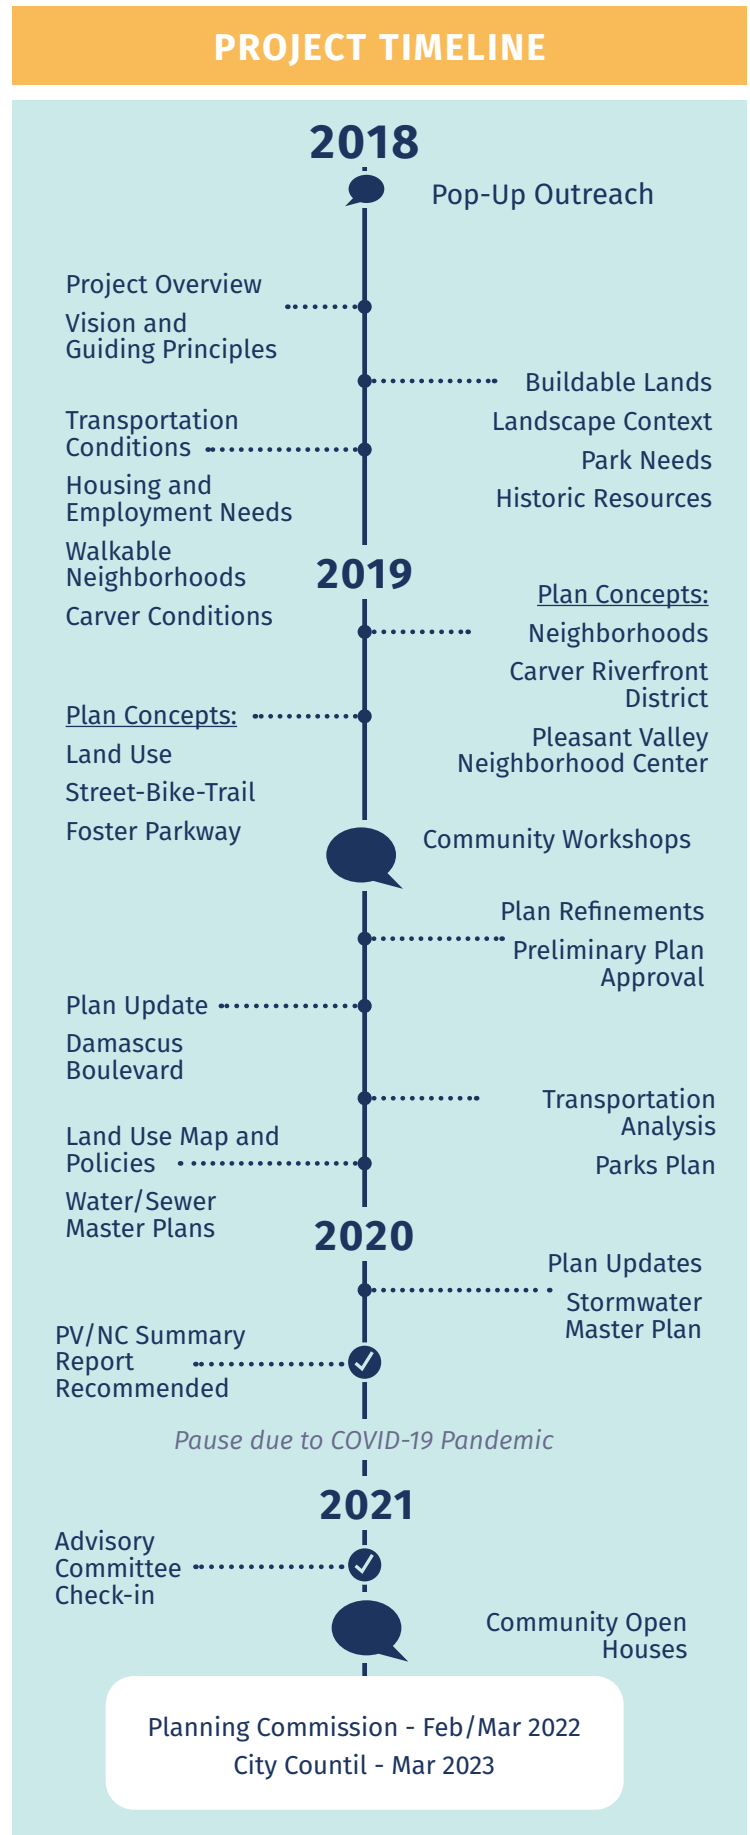 PROJECT TIMELINE
2018
Pop-Up Outreach
Project Overview
Vision and
Guiding Principles
Buildable Lands
Landscape Context
Park Needs
Historic Resources
Transportation
Conditions
Housing and
Employment Needs
Walkable
Neighborhoods
Carver Conditions
2019
Plan Concepts:
Neighborhoods
Carver Riverfront
District
Pleasant Valley
Neighborhood Center
Plan Concepts:
Land Use
Street-Bike-Trail
Foster Parkway
Community Workshops
Plan Refinements
Preliminary Plan
Approval
Plan Update
Damascus
Boulevard
Transportation
Analysis
Parks Plan
Land Use Map and
Policies
Water/Sewer
Master Plans
2020
Plan Updates
Stormwater
Master Plan
PV/NC Summary
Report
Recommended
Pause due to COVID-19 Pandemic
2021
Advisory
Committee
Check-in
Community Open
Houses
Planning Commission - Feb/Mar 2022
City Countil - Mar 2023